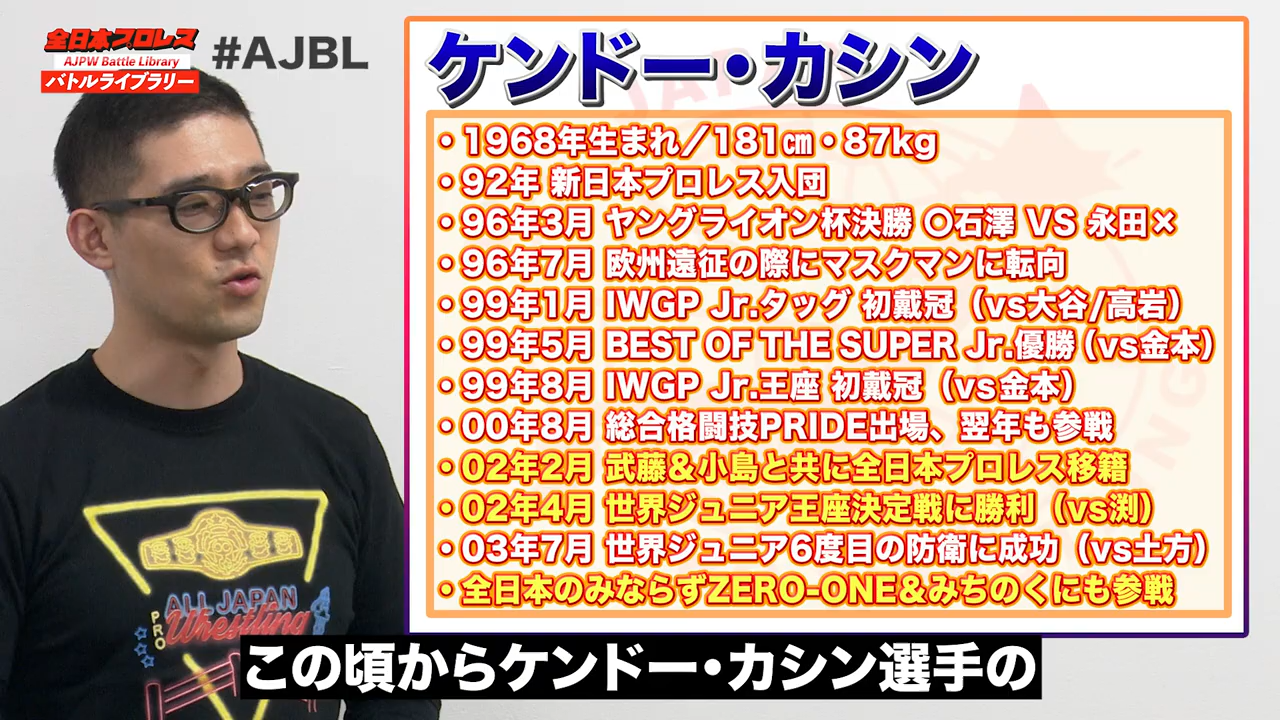 全日本プロレス
AJPW Battle Library
バトルライブラリー
#AJBL
ケンドー・カシン
・1968年生まれ／181㎝・87kg
・92年 新日本プロレス入団
・96年3月 ヤングライオン杯決勝 〇石澤 VS 永田×
・96年7月 欧州遠征の際にマスクマンに転向
・99年1月 IWGP Jr.タッグ 初戴冠（vs大谷/高岩）
・99年5月 BEST OF THE SUPER Jr.優勝（vs金本）
・99年8月 IWGP Jr.王座 初戴冠（vs金本）
・00年8月 総合格闘技PRIDE出場、翌年も参戦
・02年2月 武藤＆小島と共に全日本プロレス移籍
・02年4月 世界ジュニア王座決定戦に勝利（vs渕）
・03年7月 世界ジュニア6度目の防衛に成功（vs土方）
・全日本のみならずZERO-ONE＆みちのくにも参戦
ALL JAPAN
PRO
Wrestling
この頃からケンドー・カシン選手の